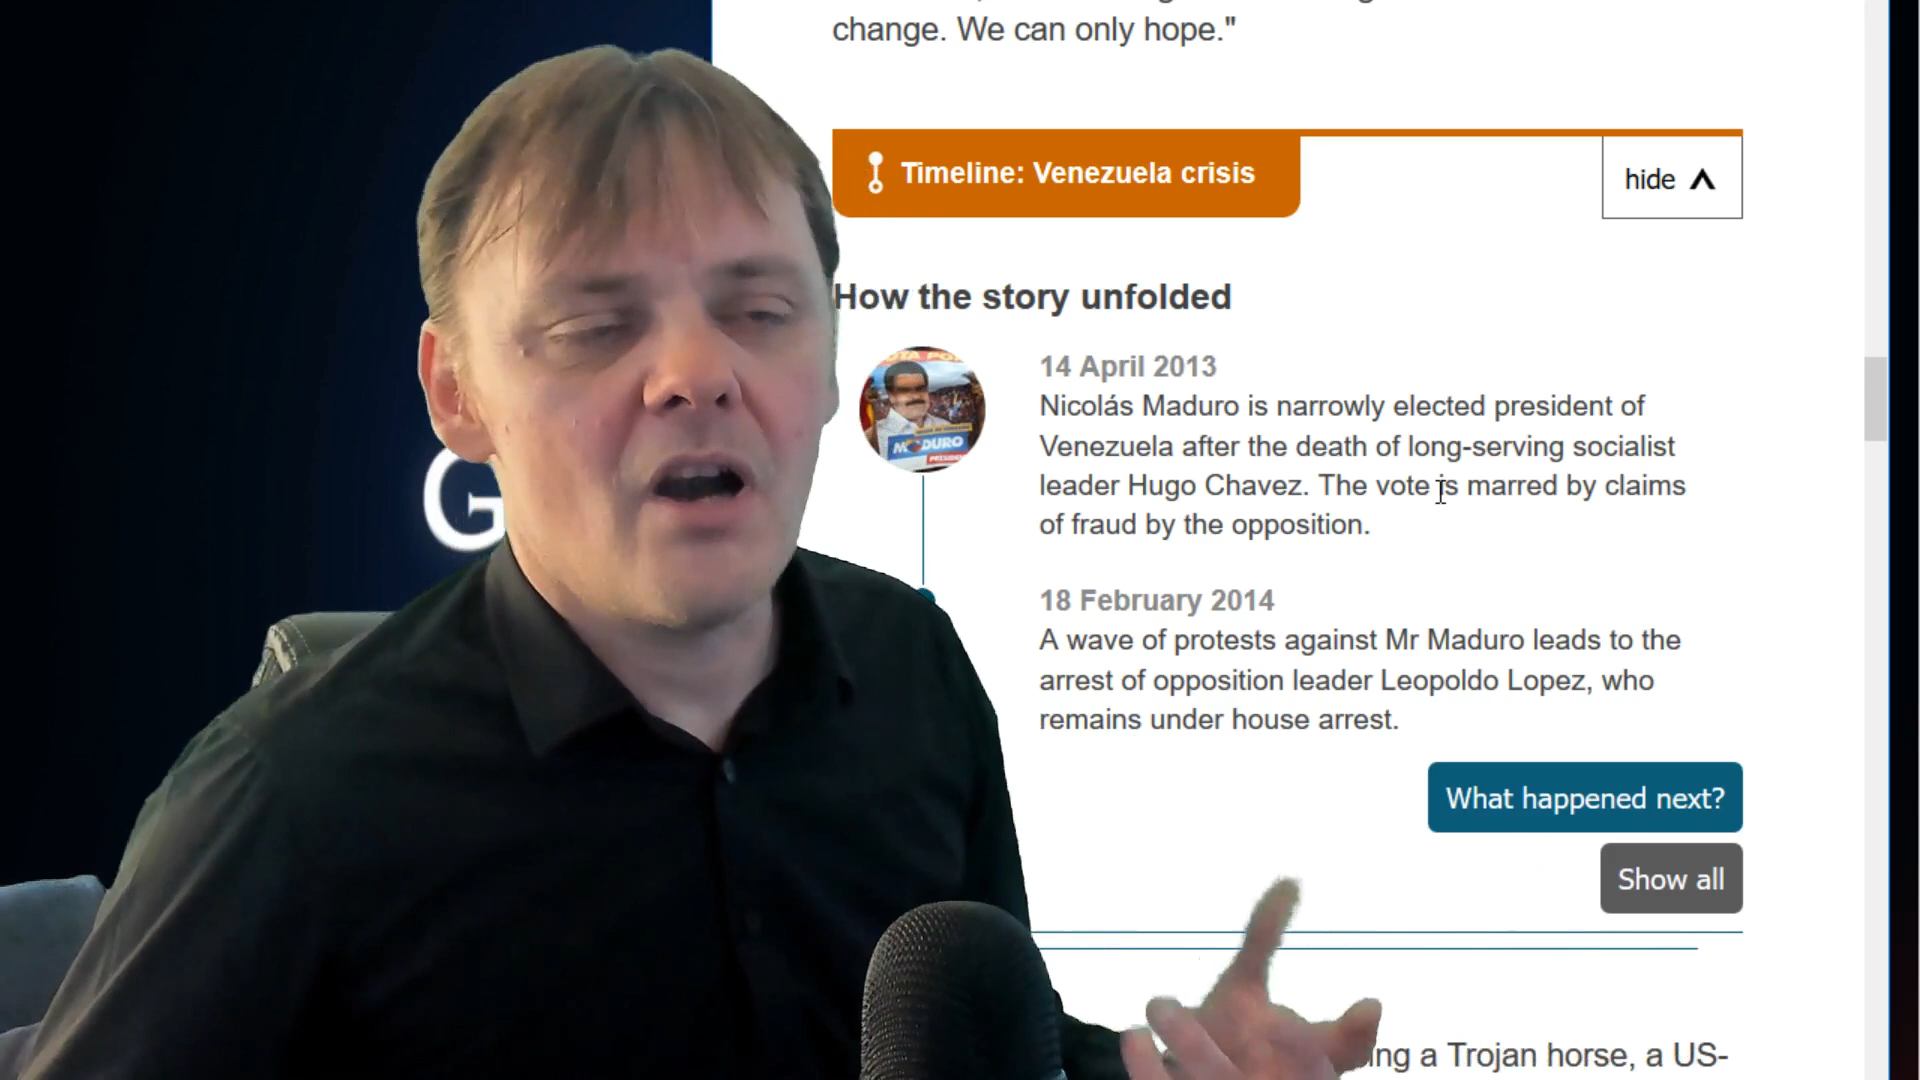 change. We can only hope."
Timeline: Venezuela crisis
hide
How the story unfolded
14 April 2013
Nicolás Maduro is narrowly elected president of
Venezuela after the death of long-serving socialist
leader Hugo Chavez. The vote is marred by claims
of fraud by the opposition.
MADURO
18 February 2014
A wave of protests against Mr Maduro leads to the
arrest of opposition leader Leopoldo Lopez, who
remains under house arrest.
What happened next?
Show all
a Trojan horse, a US-
G